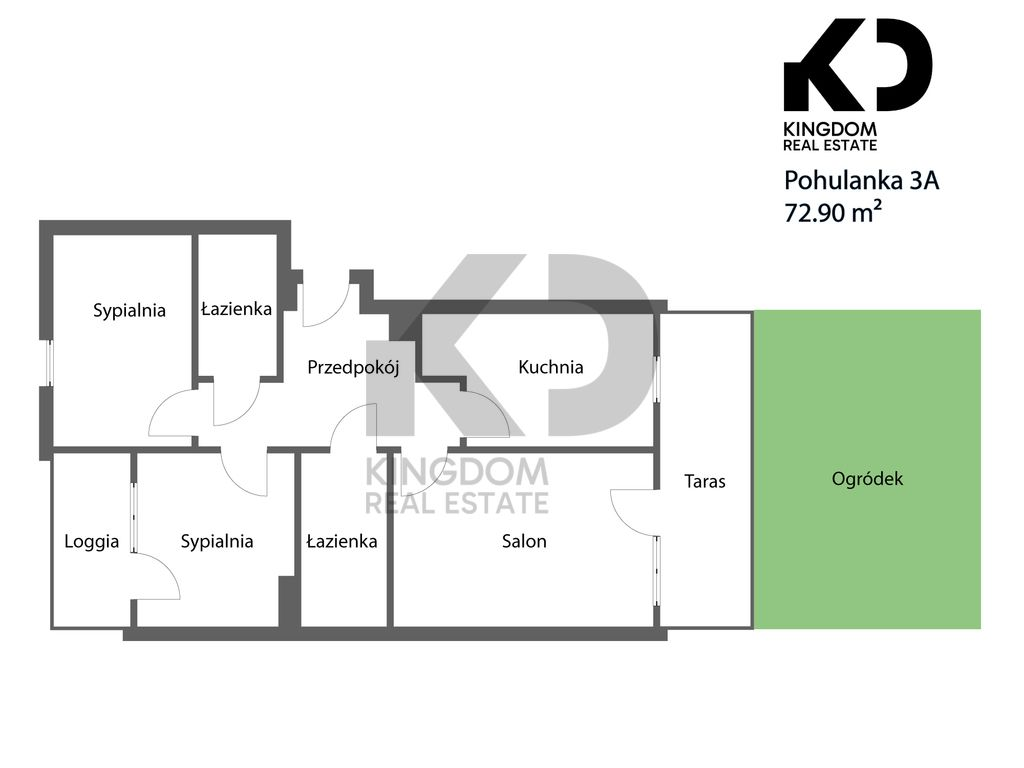 KINGDOM
REAL ESTATE
Pohulanka 3A
72.90 m²
Sypialnia
Łazienka
Przedpokój
Kuchnia
KINGDOM
REAL ESTATE
Taras
Ogródek
Loggia
Sypialnia
Łazienka
Salon